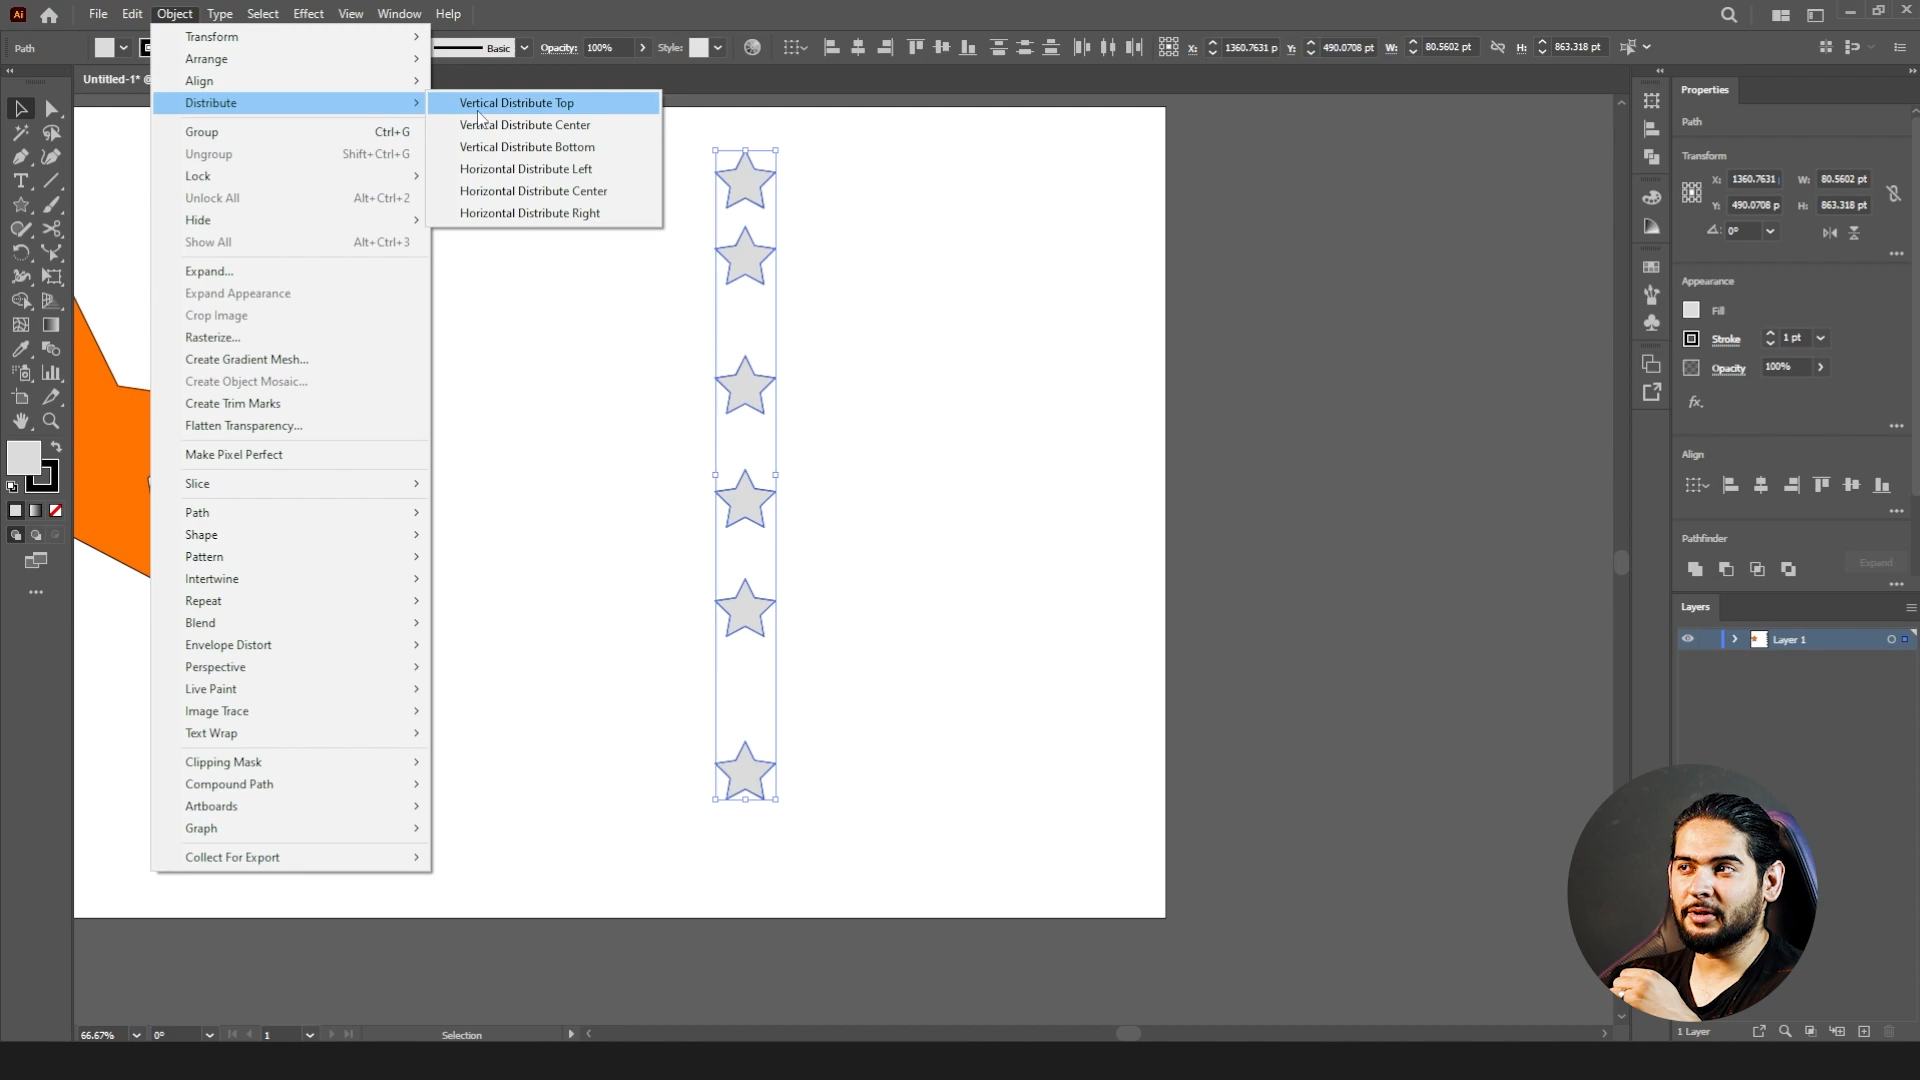 Ai File Edit Object Type Select Effect View Window Help
Path Basic Opacity: 100% Style: X: 1360.7631 p Y: 490.0708 pt W: 80.5602 pt H: 863.318 pt
Untitled-1* @
Transform
Arrange
Align
Distribute
Group Ctrl+G
Ungroup Shift+Ctrl+G
Lock
Unlock All Alt+Ctrl+2
Hide
Show All Alt+Ctrl+3
Expand...
Expand Appearance
Crop Image
Rasterize...
Create Gradient Mesh...
Create Object Mosaic...
Create Trim Marks
Flatten Transparency...
Make Pixel Perfect
Slice
Path
Shape
Pattern
Intertwine
Repeat
Blend
Envelope Distort
Perspective
Live Paint
Image Trace
Text Wrap
Clipping Mask
Compound Path
Artboards
Graph
Collect For Export
Vertical Distribute Top
Vertical Distribute Center
Vertical Distribute Bottom
Horizontal Distribute Left
Horizontal Distribute Center
Horizontal Distribute Right
Properties
Path
Transform
X: 1360.7631 W: 80.5602 pt
Y: 490.0708 p H: 863.318 pt
0°
Appearance
Fill
Stroke 1 pt
Opacity 100%
fx.
Align
Pathfinder
Expand
Layers
Layer 1
1 Layer
66.67% 0° 1 Selection